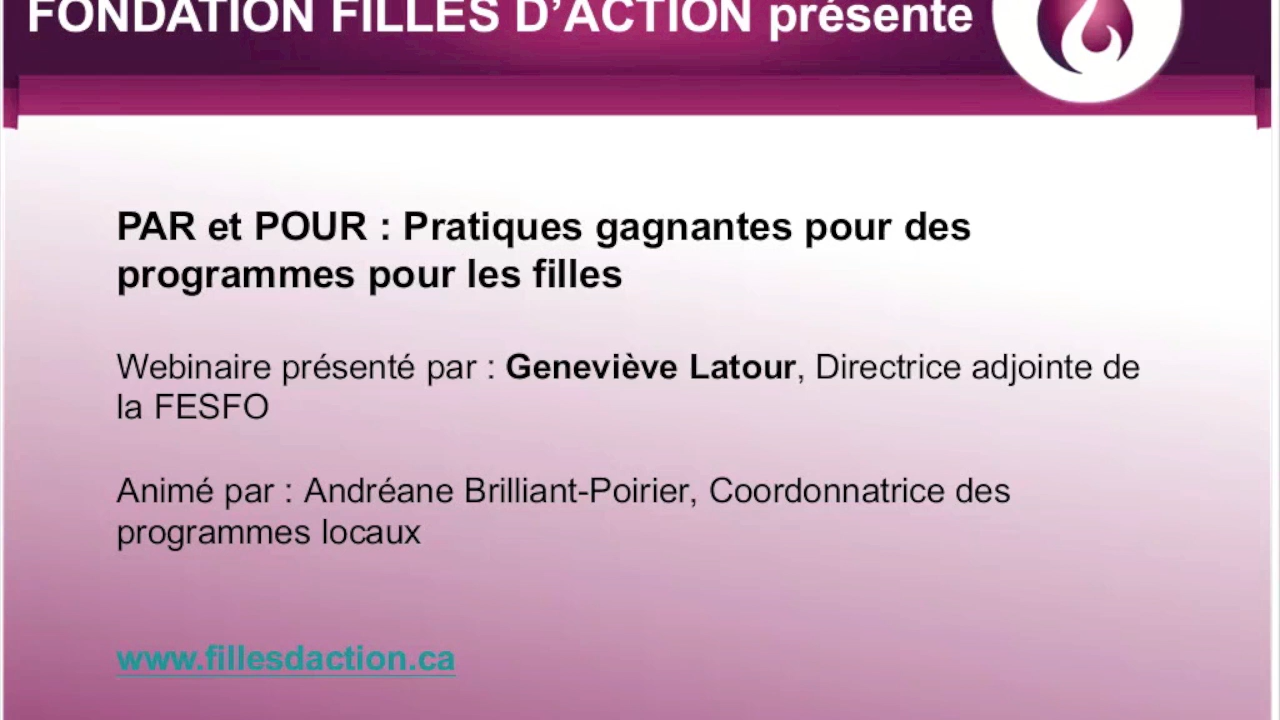 FONDATION FILLES D’ACTION présente
PAR et POUR : Pratiques gagnantes pour des
programmes pour les filles
Webinaire présenté par : Geneviève Latour, Directrice adjointe de
la FESFO
Animé par : Andréane Brilliant-Poirier, Coordonnatrice des
programmes locaux
www.fillesdaction.ca